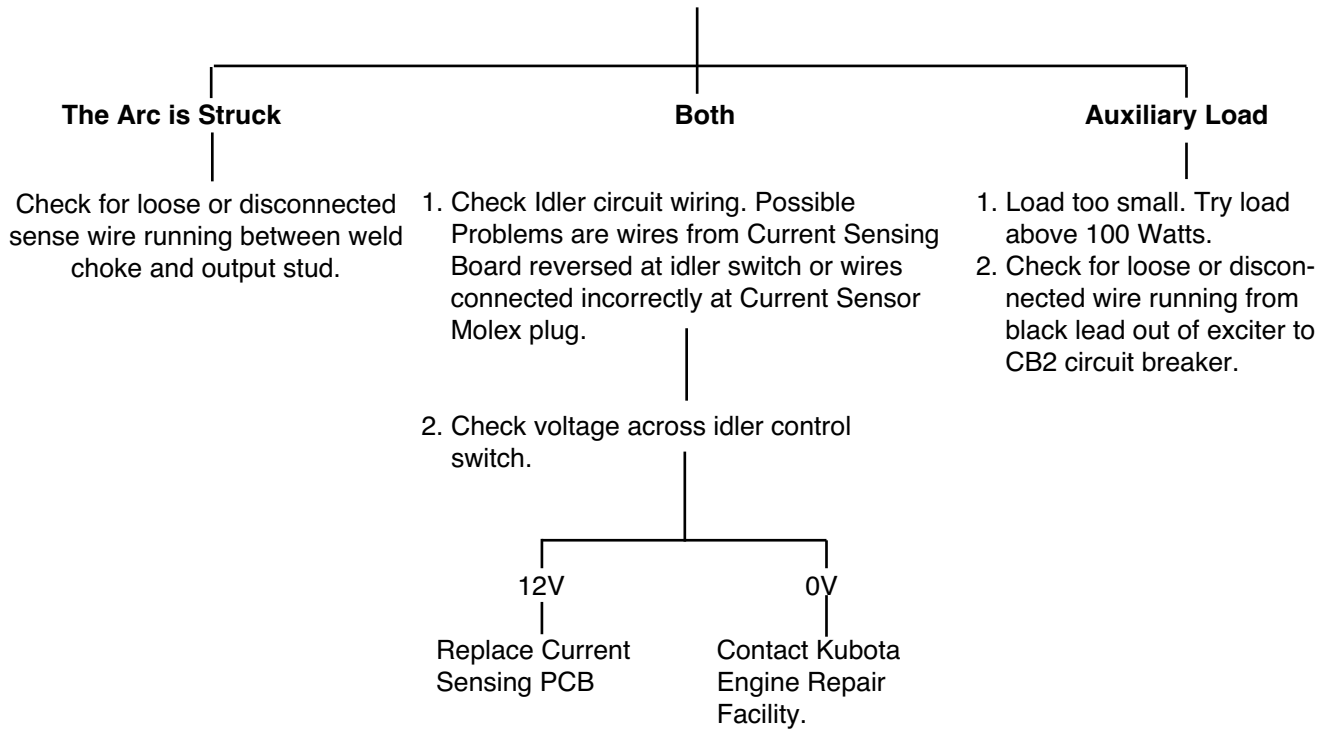 The Arc is Struck
Check for loose or disconnected
sense wire running between weld
choke and output stud.
Both
1. Check Idler circuit wiring. Possible
Problems are wires from Current Sensing
Board reversed at idler switch or wires
connected incorrectly at Current Sensor
Molex plug.
2. Check voltage across idler control
switch.
12V
Replace Current
Sensing PCB
0V
Contact Kubota
Engine Repair
Facility.
Auxiliary Load
1. Load too small. Try load
above 100 Watts.
2. Check for loose or discon-
nected wire running from
black lead out of exciter to
CB2 circuit breaker.